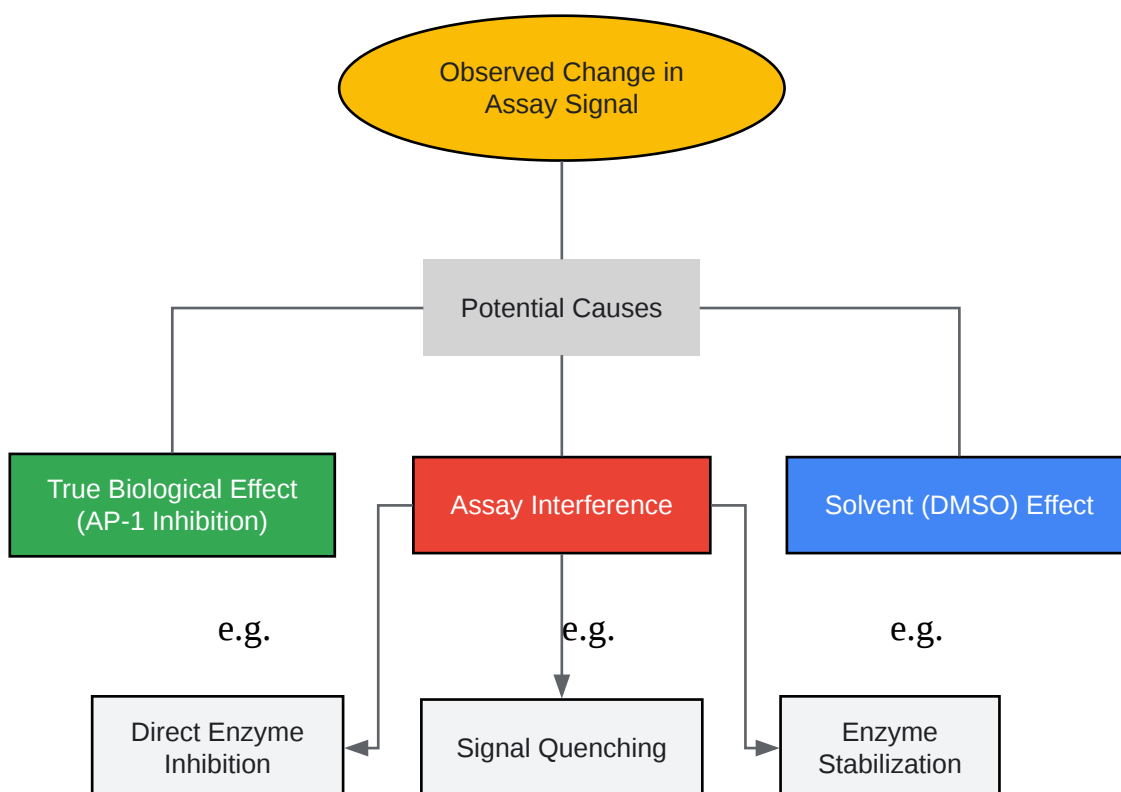 Observed Change in
Assay Signal
Potential Causes
True Biological Effect
(AP-1 Inhibition)
Assay Interference
Solvent (DMSO) Effect
e.g.
e.g.
e.g.
Direct Enzyme
Inhibition
Signal Quenching
Enzyme
Stabilization